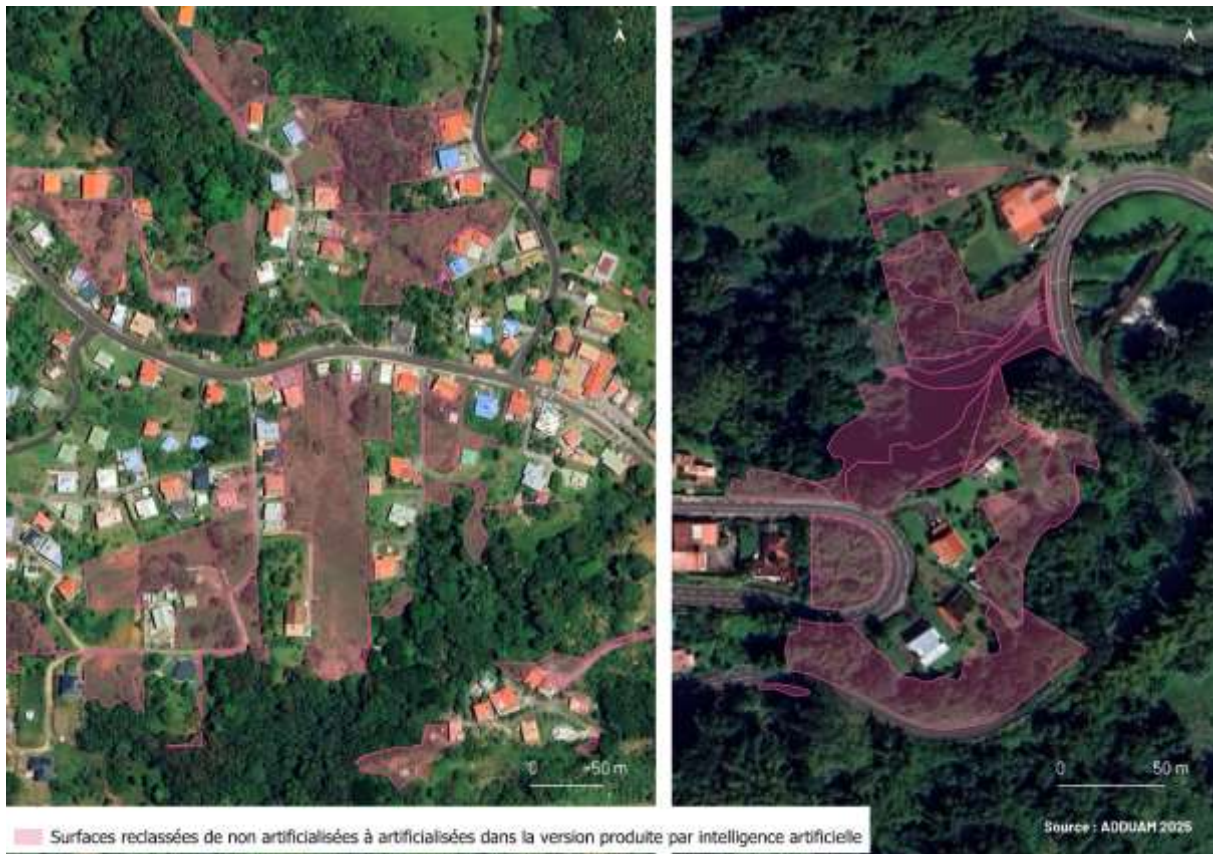 0 50 m
0 50 m
Surfaces reclassées de non artificialisées à artificialisées dans la version produite par intelligence artificielle
Source : ADDUAM 2025